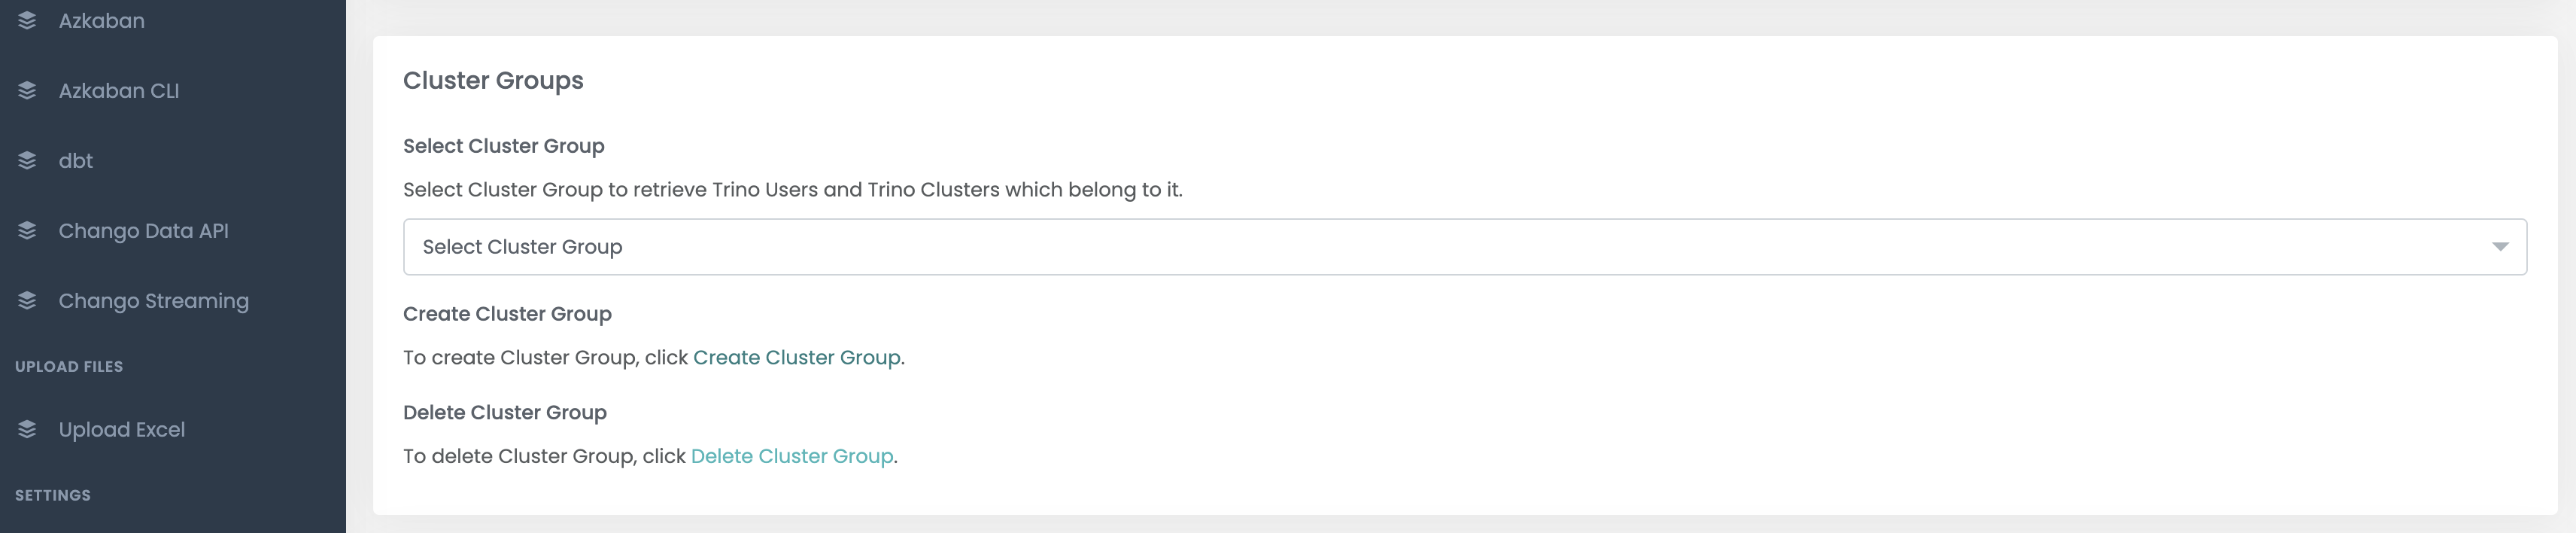 Azkaban
Azkaban CLI
dbt
Chango Data API
Chango Streaming
UPLOAD FILES
Upload Excel
SETTINGS
Cluster Groups
Select Cluster Group
Select Cluster Group to retrieve Trino Users and Trino Clusters which belong to it.
Select Cluster Group
Create Cluster Group
To create Cluster Group, click Create Cluster Group.
Delete Cluster Group
To delete Cluster Group, click Delete Cluster Group.